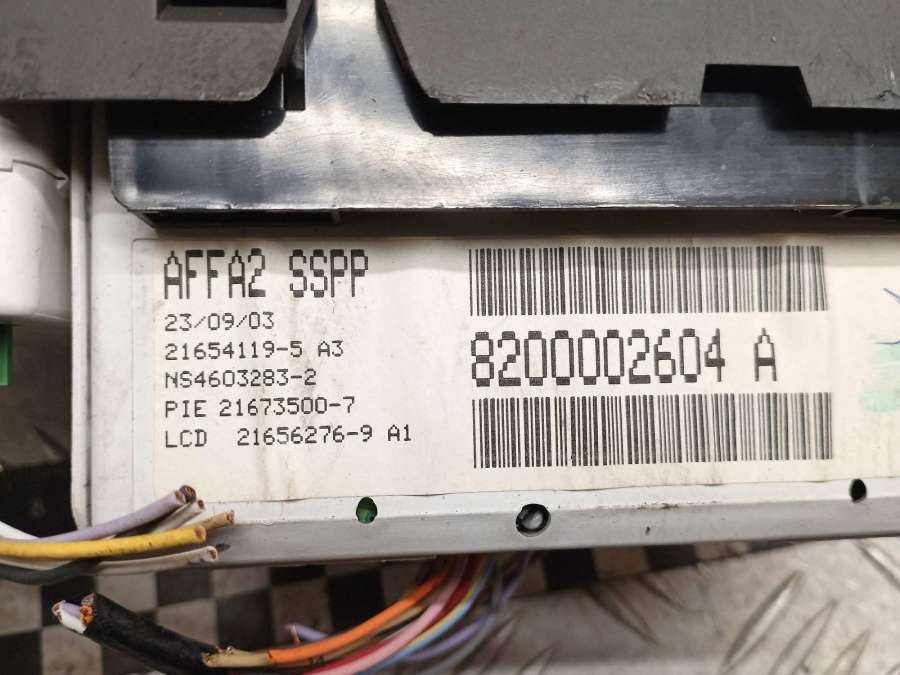 AFFA2 SSPP
23/09/03
21654119-5 A3
NS4603283-2
PIE 21673500-7
LCD 21656276-9 A1
8200002604 A